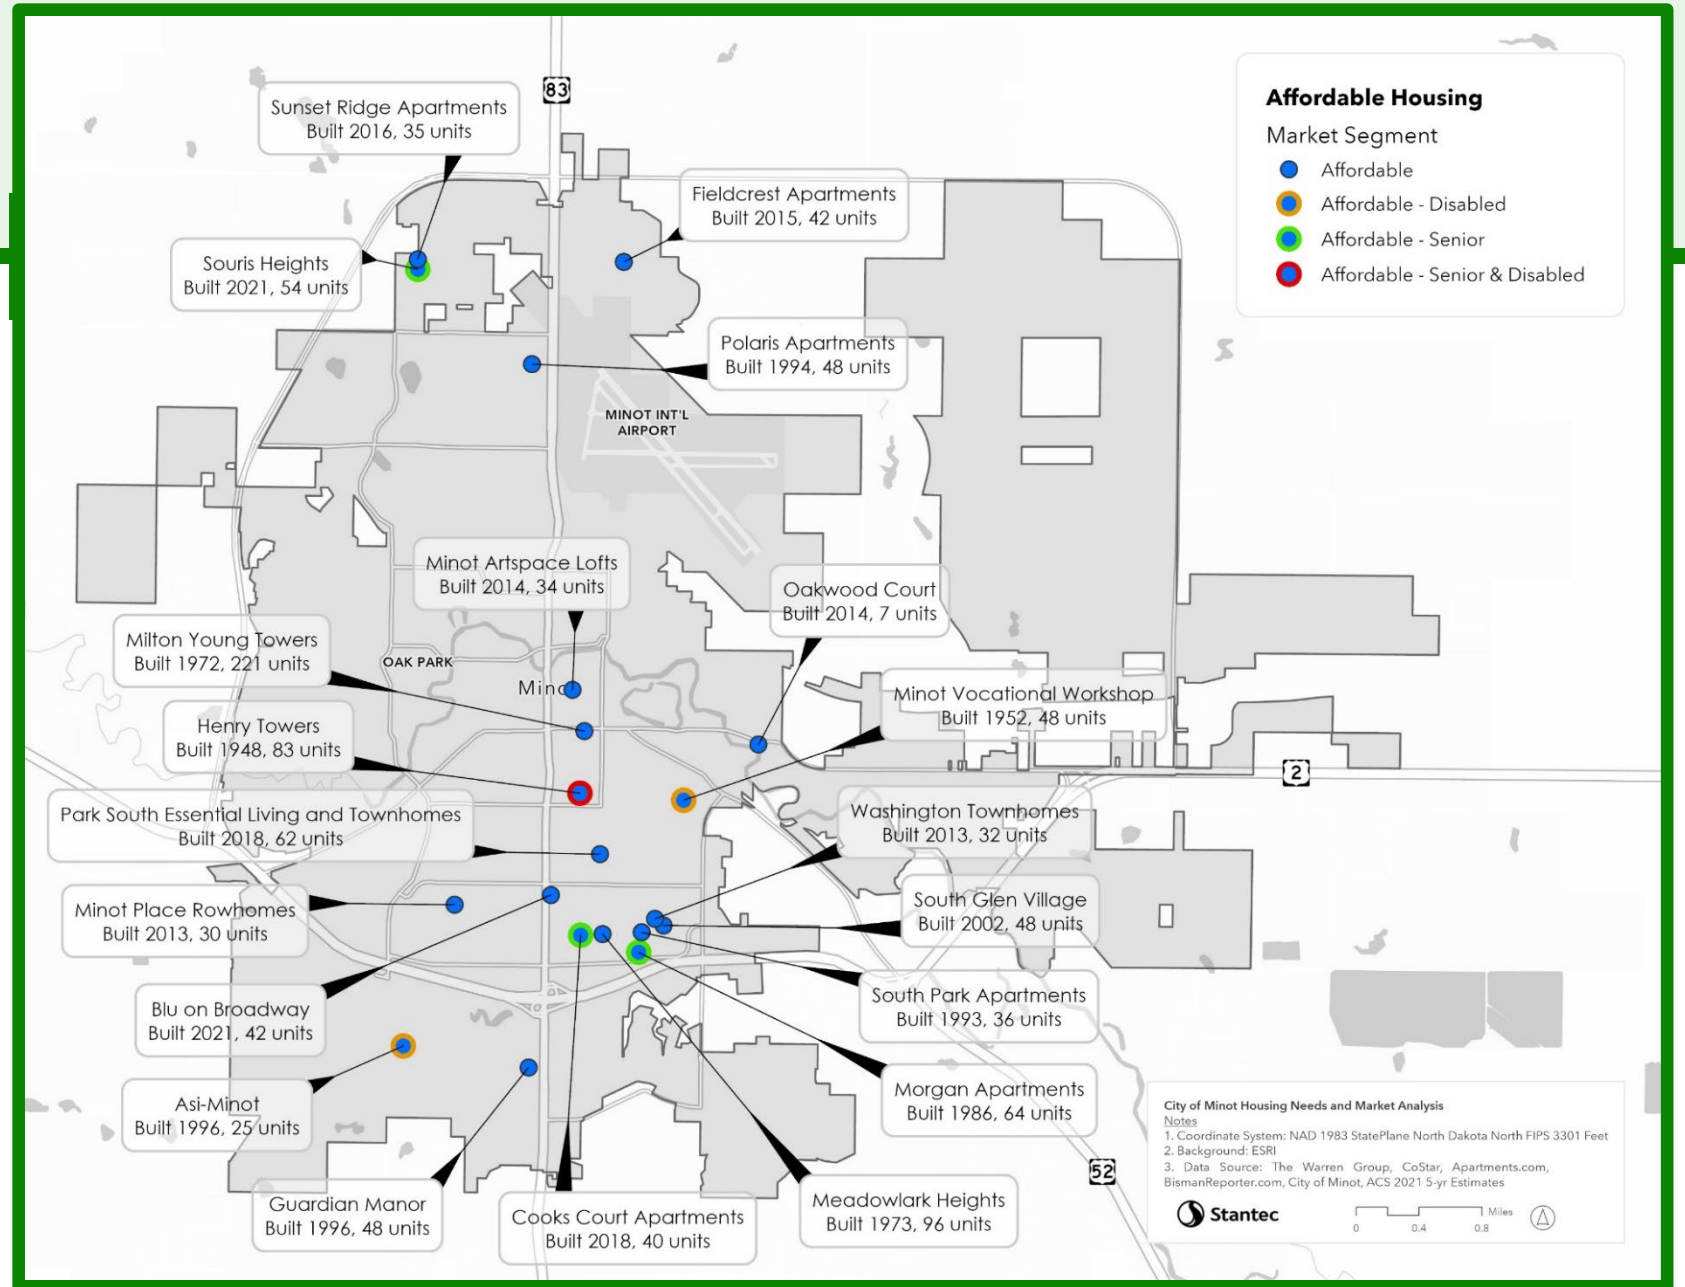 83
Sunset Ridge Apartments
Built 2016, 35 units
Fieldcrest Apartments
Built 2015, 42 units
Souris Heights
Built 2021, 54 units
Polaris Apartments
Built 1994, 48 units
MINOT INT'L
AIRPORT
Affordable Housing
Market Segment
Affordable
Affordable - Disabled
Affordable - Senior
Affordable - Senior & Disabled
Minot Artspace Lofts
Built 2014, 34 units
Oakwood Court
Built 2014, 7 units
Milton Young Towers
Built 1972, 221 units
OAK PARK
Mino
Minot Vocational Workshop
Built 1952, 48 units
Henry Towers
Built 1948, 83 units
2
Park South Essential Living and Townhomes
Built 2018, 62 units
Washington Townhomes
Built 2013, 32 units
Minot Place Rowhomes
Built 2013, 30 units
South Glen Village
Built 2002, 48 units
Blu on Broadway
Built 2021, 42 units
South Park Apartments
Built 1993, 36 units
Asi-Minot
Built 1996, 25 units
Morgan Apartments
Built 1986, 64 units
Guardian Manor
Built 1996, 48 units
Cooks Court Apartments
Built 2018, 40 units
Meadowlark Heights
Built 1973, 96 units
52
City of Minot Housing Needs and Market Analysis
Notes
1. Coordinate System: NAD 1983 StatePlane North Dakota North FIPS 3301 Feet
2. Background: ESRI
3. Data Source: The Warren Group, CoStar, Apartments.com,
BismanReporter.com, City of Minot, ACS 2021 5-yr Estimates
Stantec
Miles
0 0.4 0.8